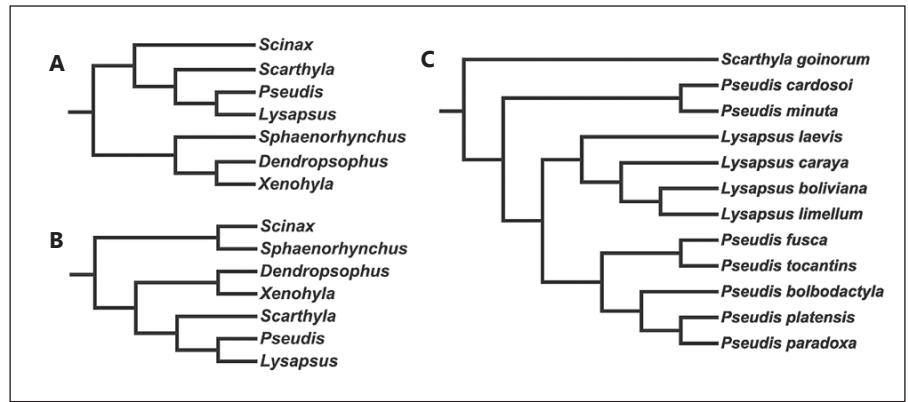 A
Scinax
Scarthyla
Pseudis
Lysapsus
Sphaenorhynchus
Dendropsophus
Xenohyla
B
Scinax
Sphaenorhynchus
Dendropsophus
Xenohyla
Scarthyla
Pseudis
Lysapsus
C
Scarthyla goinorum
Pseudis cardosoi
Pseudis minuta
Lysapsus laevis
Lysapsus caraya
Lysapsus boliviana
Lysapsus limellum
Pseudis fusca
Pseudis tocantins
Pseudis bolbodactyla
Pseudis platensis
Pseudis paradoxa